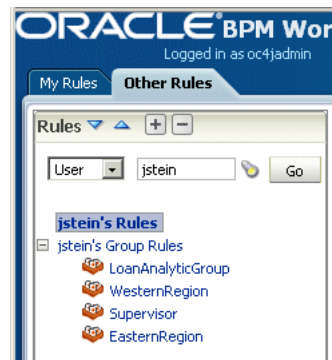 ORACLE BPM Wor
Logged in as oc4jadmin
My Rules Other Rules
Rules
User jstein Go
jstein's Rules
jstein's Group Rules
LoanAnalyticGroup
WesternRegion
Supervisor
EasternRegion